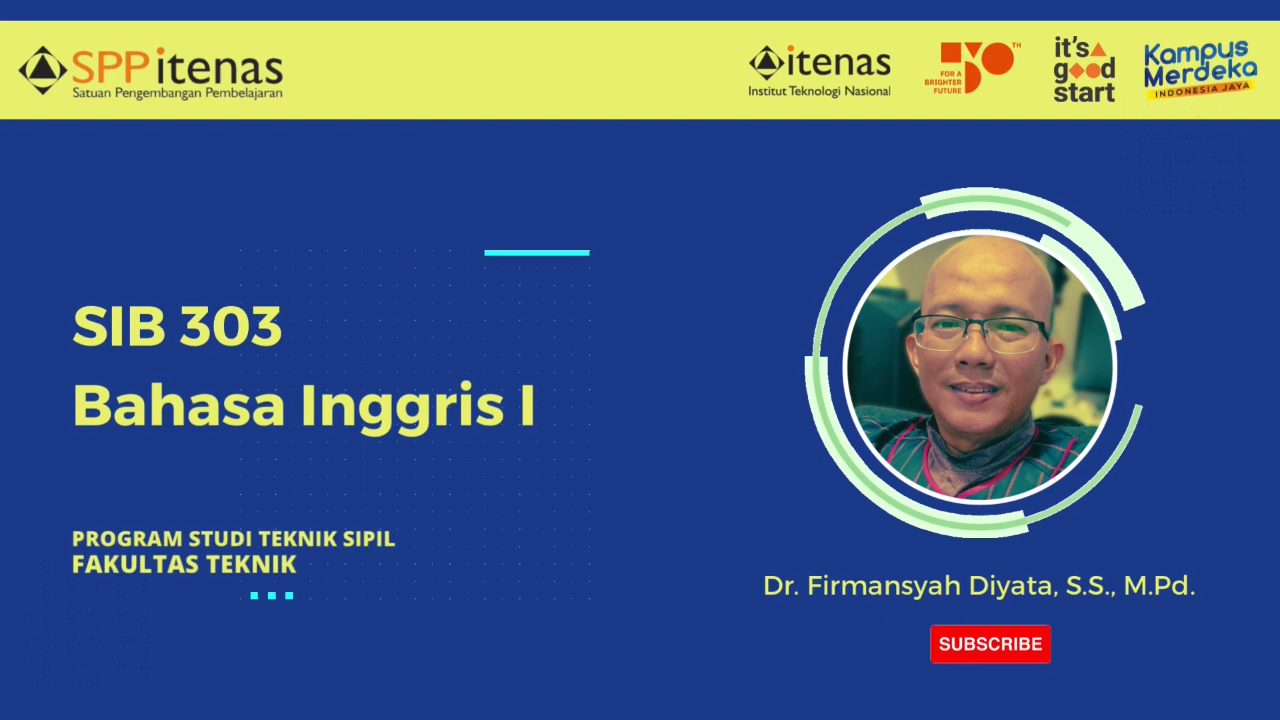 SPP itenas
Satuan Pengembangan Pembelajaran
itenas
Institut Teknologi Nasional
50TH
FOR A
BRIGHTER
FUTURE
it's a
good
start
Kampus
Merdeka
INDONESIA JAYA
SIB 303
Bahasa Inggris I
PROGRAM STUDI TEKNIK SIPIL
FAKULTAS TEKNIK
Dr. Firmansyah Diyata, S.S., M.Pd.
SUBSCRIBE